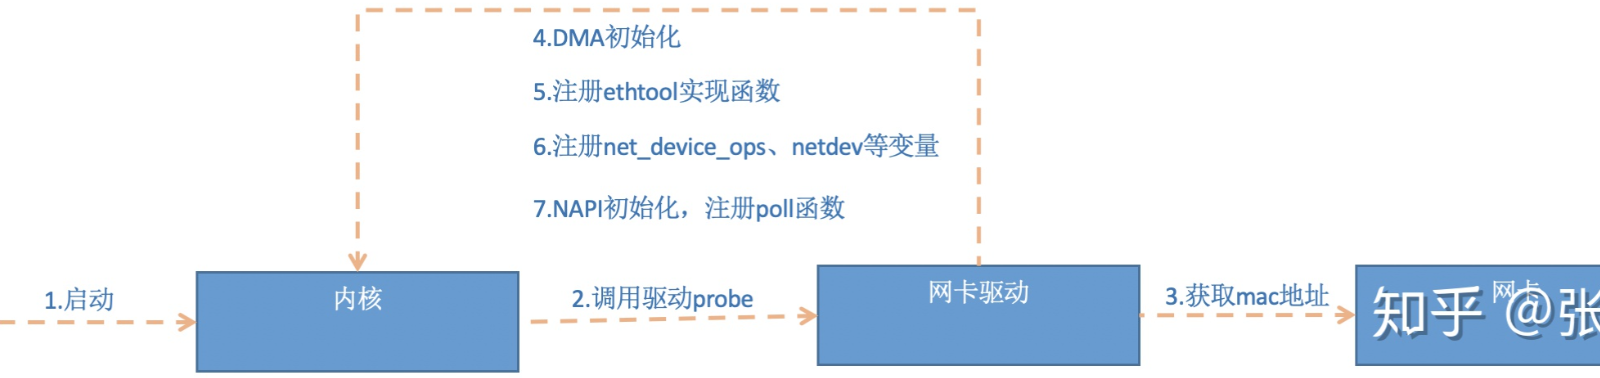 4.DMA初始化
5.注册ethtool实现函数
6.注册net_device_ops、netdev等变量
7.NAPI初始化，注册poll函数
1.启动
内核
2.调用驱动probe
网卡驱动
3.获取mac地址
网卡
知乎 @张